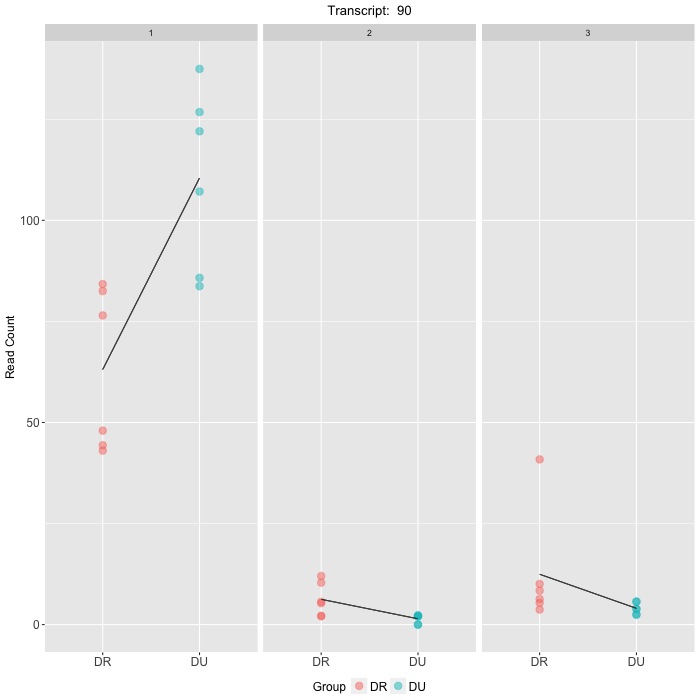 Transcript:  90
1 2 3
Read Count
100
50
0
DR DU DR DU DR DU
Group DR DU